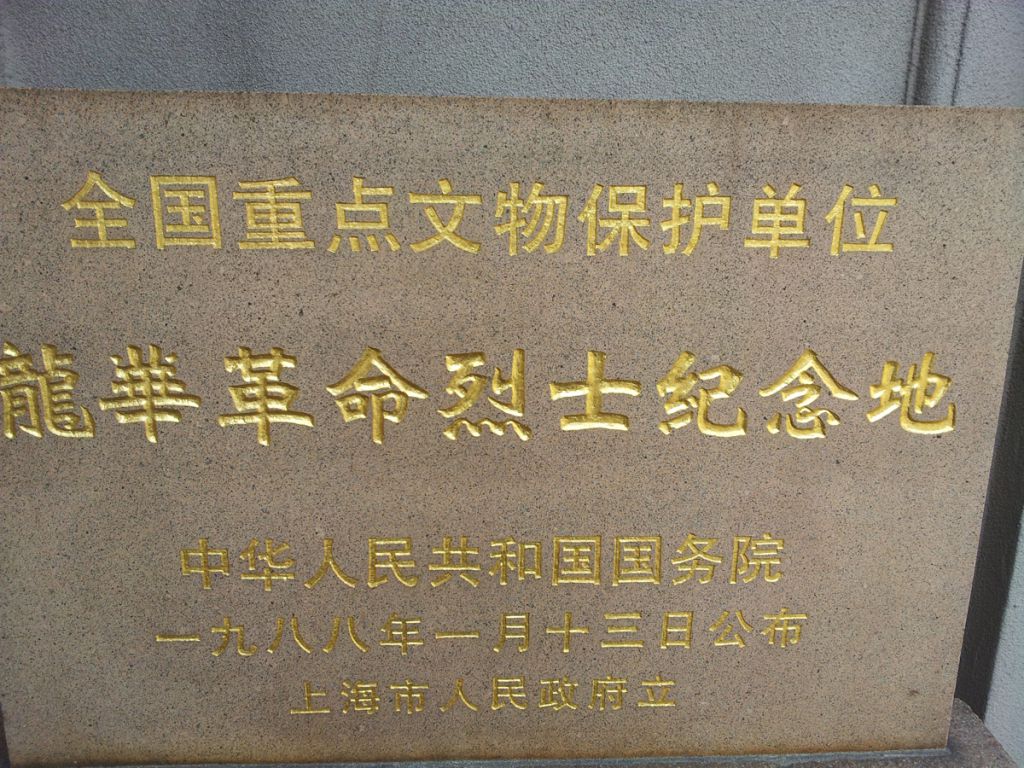 全国重点文物保护单位
龍華革命烈士纪念地
中华人民共和国国务院
一九八八年一月十三日公布
上海市人民政府立